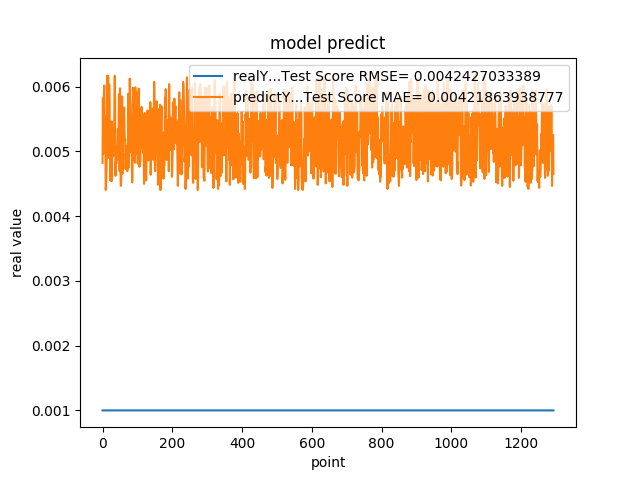 model predict
realY...Test Score RMSE= 0.0042427033389
predictY...Test Score MAE= 0.00421863938777
0.006
0.005
0.004
0.003
0.002
0.001
real value
0 200 400 600 800 1000 1200
point